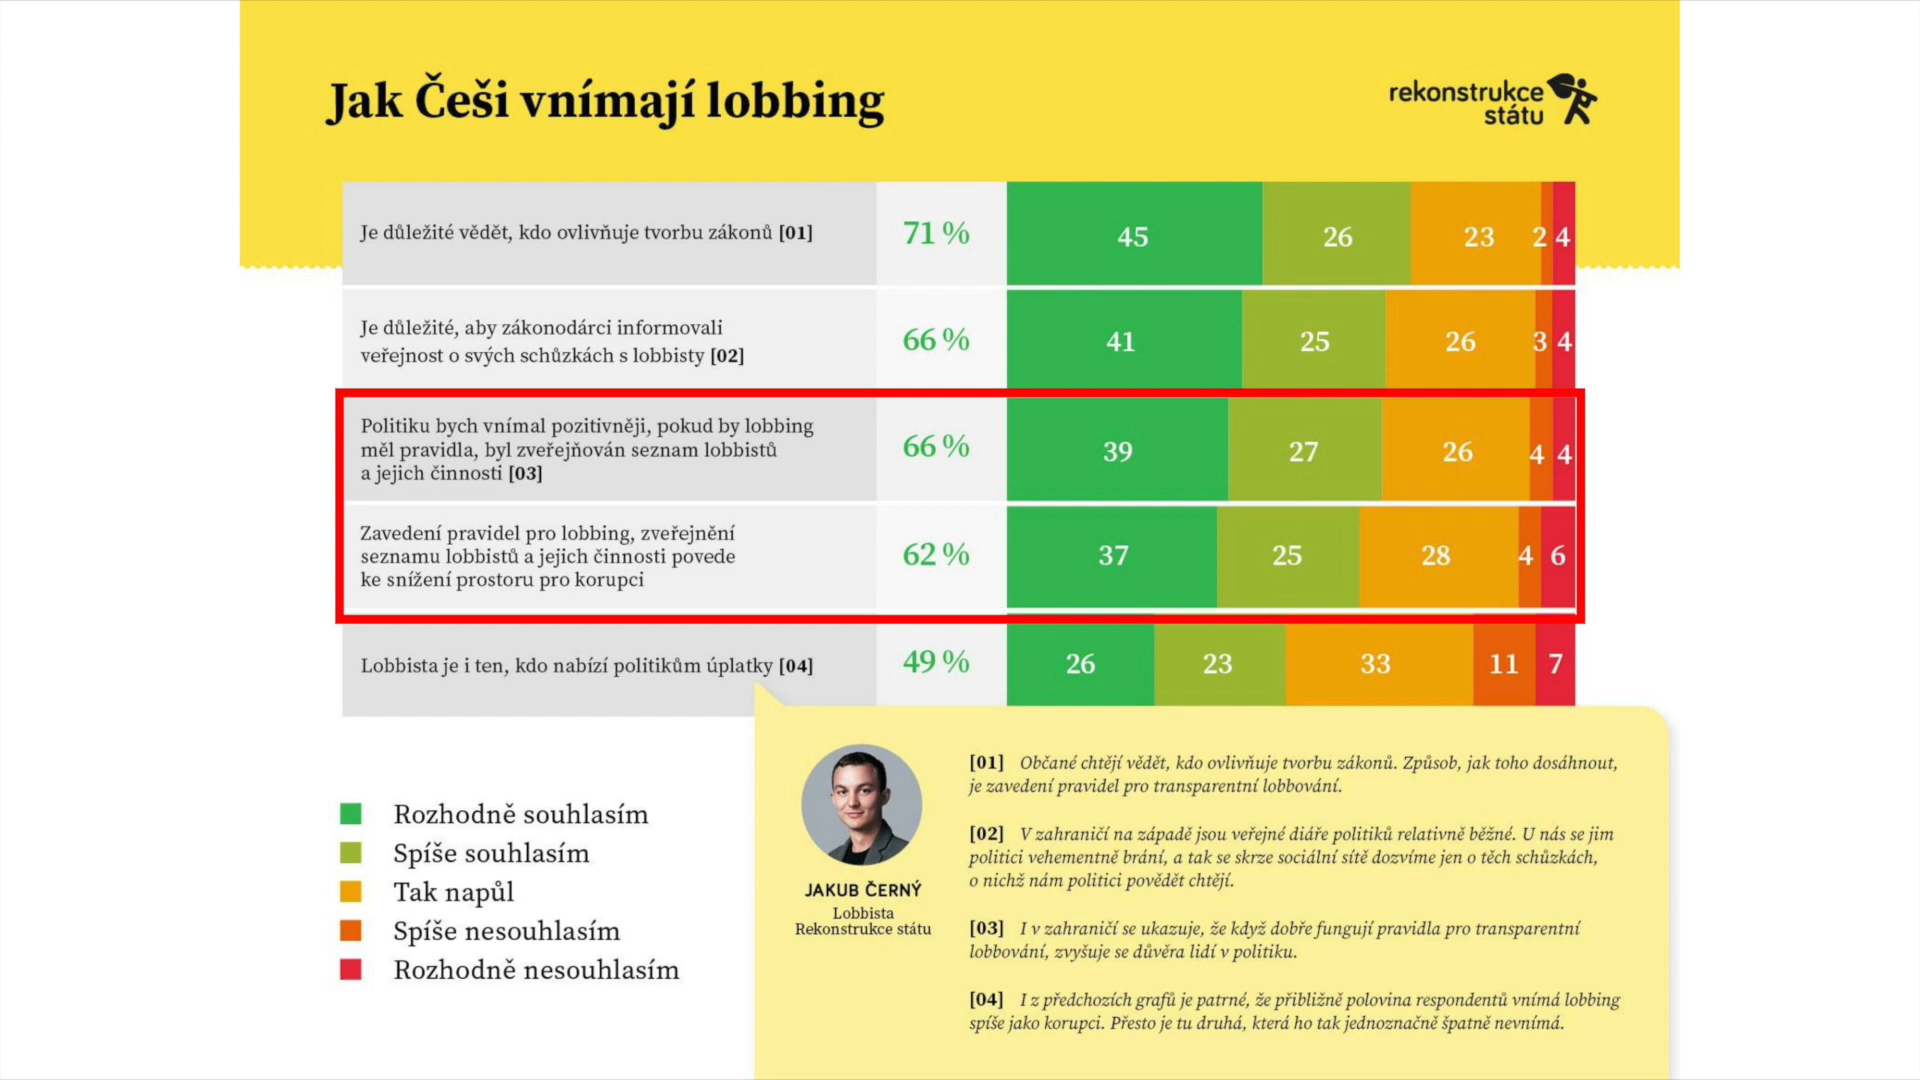 Jak Češi vnímají lobbing
rekonstrukce
státu
Je důležité vědět, kdo ovlivňuje tvorbu zákonů [01]
71 %
45
26
23
2
4
Je důležité, aby zákonodárci informovali
veřejnost o svých schůzkách s lobbisty [02]
66 %
41
25
26
3
4
Politiku bych vnímal pozitivněji, pokud by lobbing
měl pravidla, byl zveřejňován seznam lobbistů
a jejich činnosti [03]
66 %
39
27
26
4
4
Zavedení pravidel pro lobbing, zveřejnění
seznamu lobbistů a jejich činnosti povede
ke snížení prostoru pro korupci
62 %
37
25
28
4
6
Lobbista je i ten, kdo nabízí politikům úplatky [04]
49 %
26
23
33
11
7
Rozhodně souhlasím
Spíše souhlasím
Tak napůl
Spíše nesouhlasím
Rozhodně nesouhlasím
JAKUB ČERNÝ
Lobbista
Rekonstrukce státu
[01] Občané chtějí vědět, kdo ovlivňuje tvorbu zákonů. Způsob, jak toho dosáhnout,
je zavedení pravidel pro transparentní lobbování.
[02] V zahraničí na západě jsou veřejné diáře politiků relativně běžné. U nás se jim
politici vehementně brání, a tak se skrze sociální sítě dozvíme jen o těch schůzkách,
o nichž nám politici povědět chtějí.
[03] I v zahraničí se ukazuje, že když dobře fungují pravidla pro transparentní
lobbování, zvyšuje se důvěra lidí v politiku.
[04] I z předchozích grafů je patrné, že přibližně polovina respondentů vnímá lobbing
spíše jako korupci. Přesto je tu druhá, která ho tak jednoznačně špatně nevnímá.